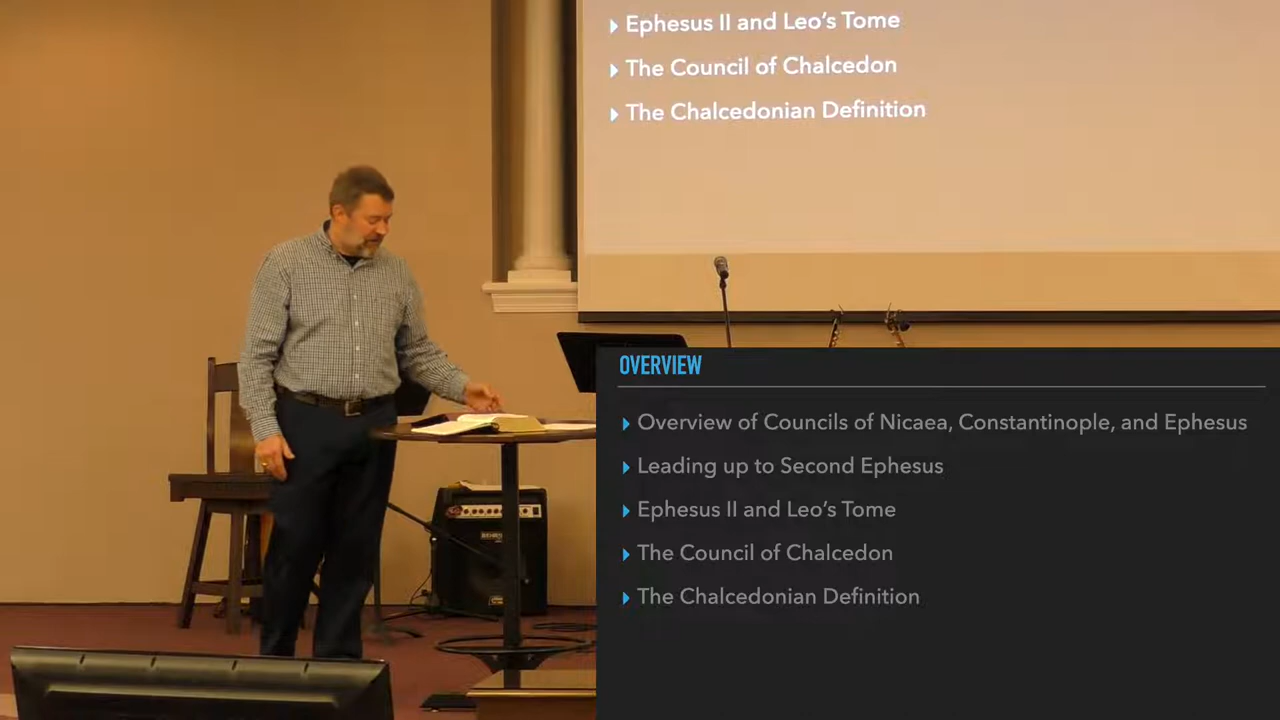 Ephesus II and Leo's Tome
The Council of Chalcedon
The Chalcedonian Definition
OVERVIEW
Overview of Councils of Nicaea, Constantinople, and Ephesus
Leading up to Second Ephesus
Ephesus II and Leo's Tome
The Council of Chalcedon
The Chalcedonian Definition